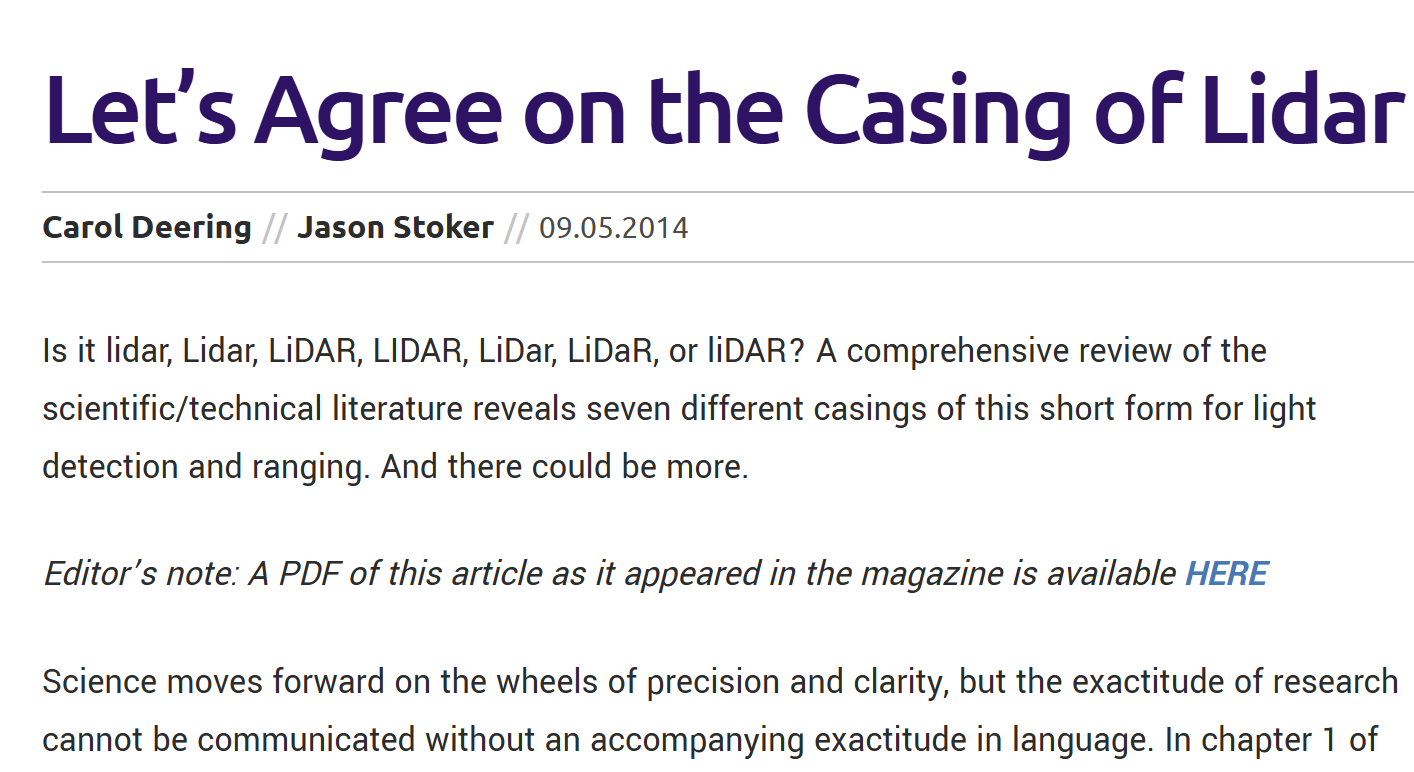 Let’s Agree on the Casing of Lidar
Carol Deering // Jason Stoker // 09.05.2014
Is it lidar, Lidar, LiDAR, LIDAR, LiDar, LiDaR, or liDAR? A comprehensive review of the
scientific/technical literature reveals seven different casings of this short form for light
detection and ranging. And there could be more.
Editor’s note: A PDF of this article as it appeared in the magazine is available HERE
Science moves forward on the wheels of precision and clarity, but the exactitude of research
cannot be communicated without an accompanying exactitude in language. In chapter 1 of